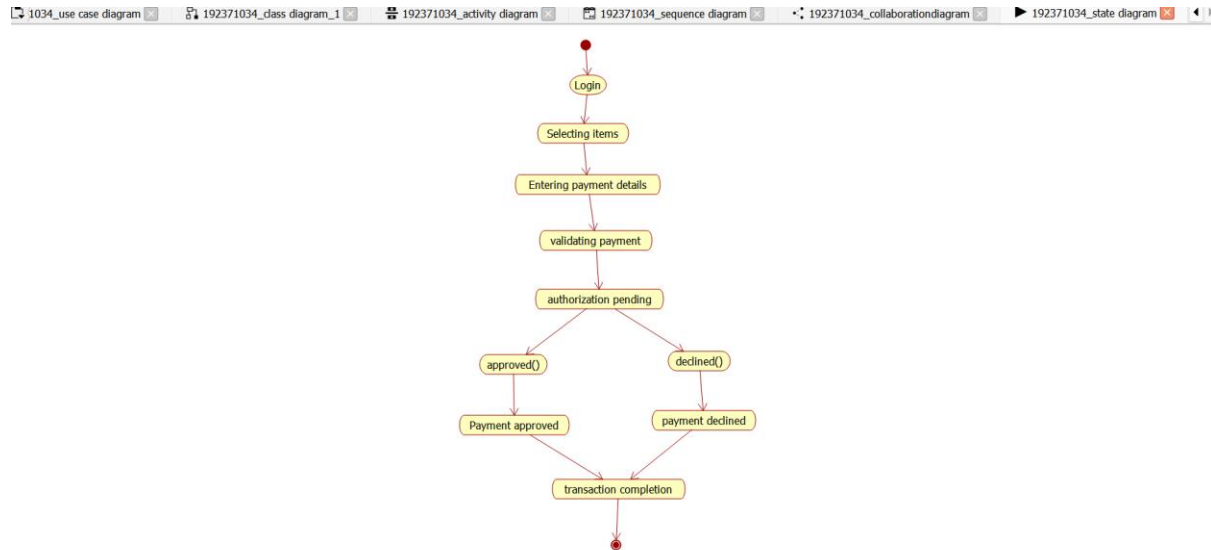 1034_use case diagram
192371034_class diagram_1
192371034_activity diagram
192371034_sequence diagram
192371034_collaborationdiagram
192371034_state diagram
Login
Selecting items
Entering payment details
validating payment
authorization pending
approved()
declined()
Payment approved
payment declined
transaction completion